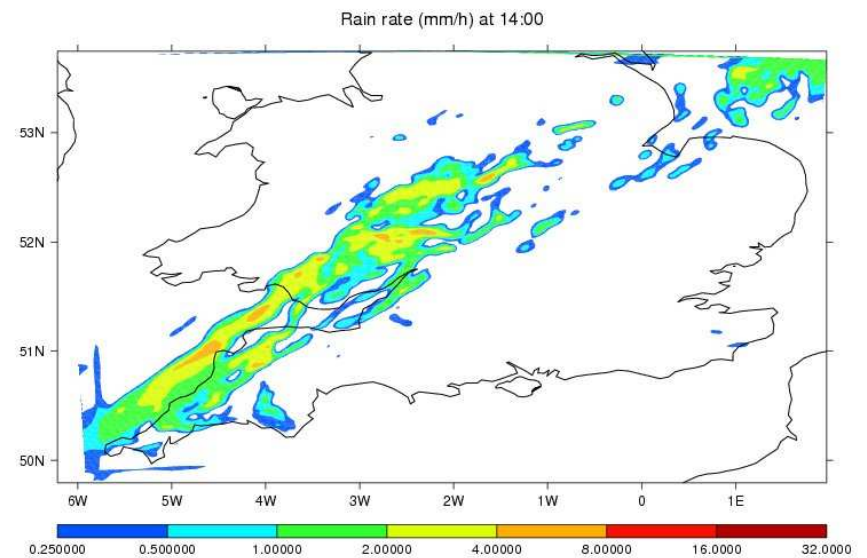 Rain rate (mm/h) at 14:00
53N
52N
51N
50N
6W 5W 4W 3W 2W 1W 0 1E
0.250000 0.500000 1.00000 2.00000 4.00000 8.00000 16.0000 32.0000